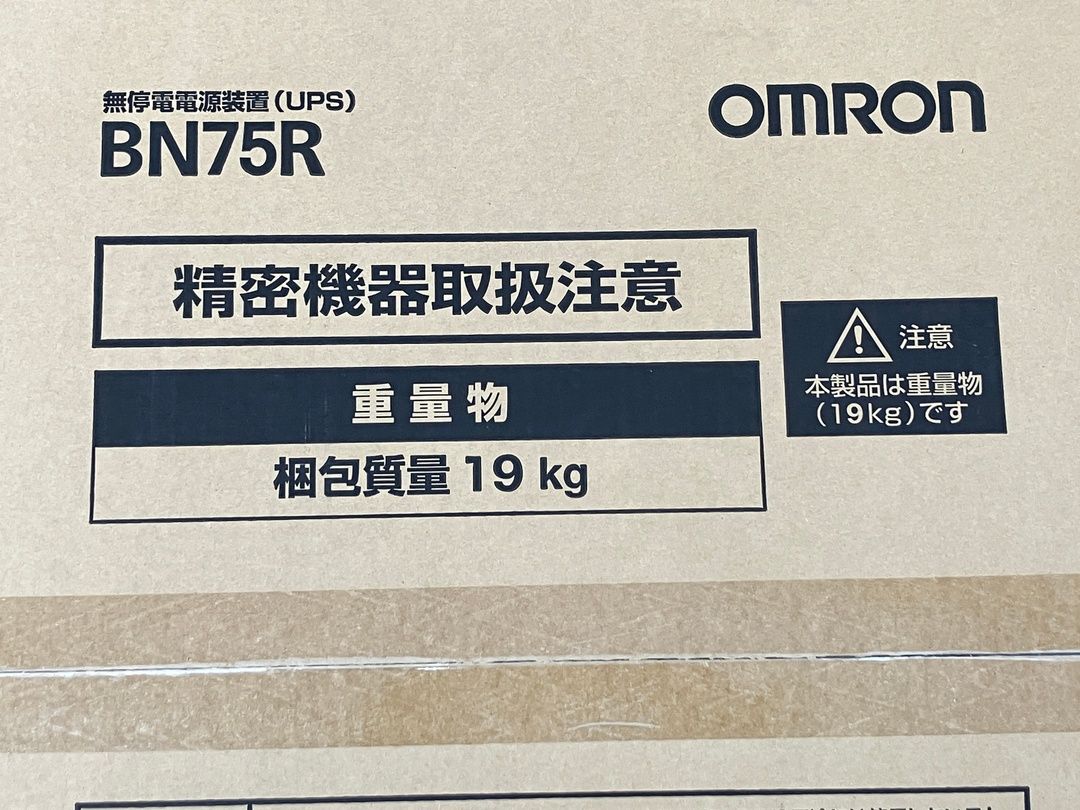 無停電電源装置(UPS)
BN75R
OMRON
精密機器取扱注意
重量物
梱包質量 19 kg
注意
本製品は重量物
(19kg)です